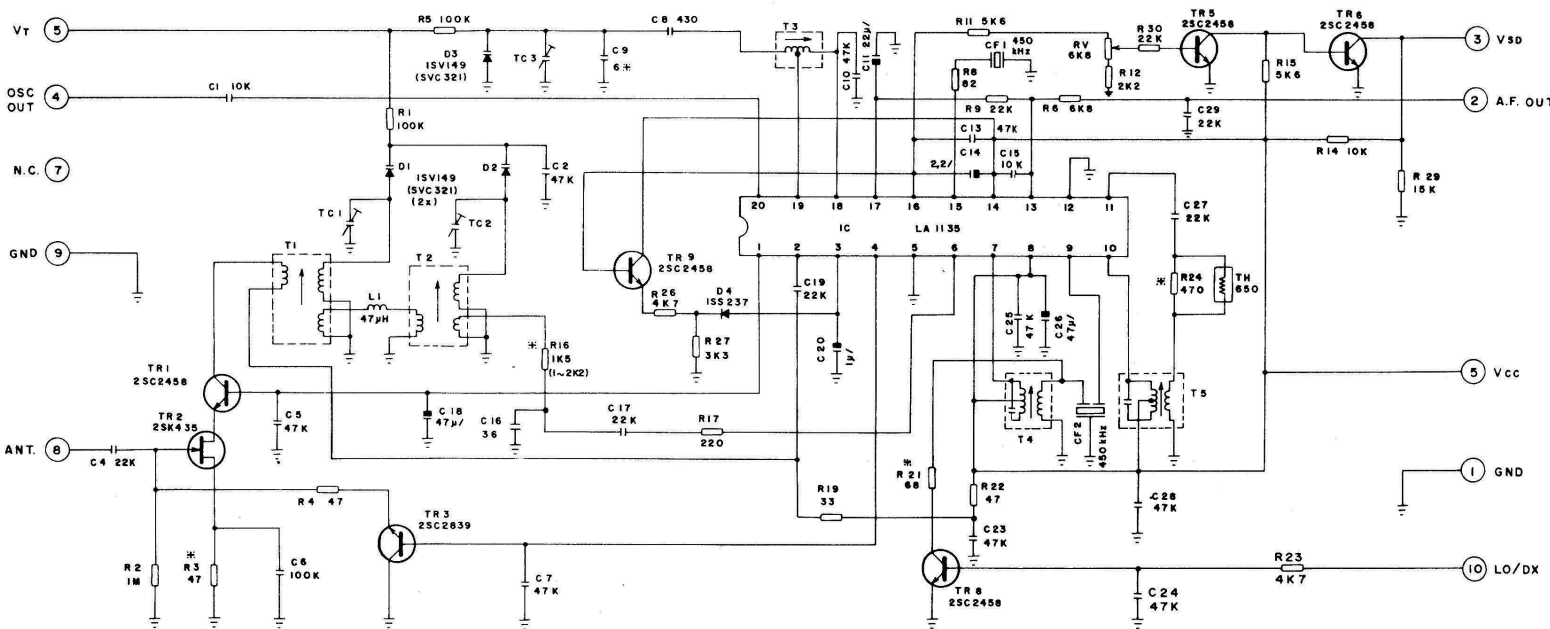 VT 5
R5 100K
C8 430
T3
D3
ISV149
(SVC321)
TC3
C9
6※
C10 47K
C11 22µ/
R11 5K6
CF1
450
kHz
R8
82
RV
6K8
R12
2K2
R30
22K
TR5
2SC2458
TR6
2SC2458
R15
5K6
3 VSD
OSC
OUT
4
C1 10K
R1
100K
R9 22K
R6 6K8
C29
22K
2 A.F. OUT
N.C. 7
D1
ISV149
(SVC321)
(2x)
D2
C2
47K
C13 47K
C14
2,2/
C15
10K
R14 10K
R29
15K
TC1
TC2
20 19 18 17 16 15 14 13 12 11
IC LA1135
1 2 3 4 5 6 7 8 9 10
C27
22K
GND 9
T1
T2
L1
47µH
TR9
2SC2458
R26
4K7
D4
ISS237
R27
3K3
C19
22K
C20
1µ/
C25
47K
C26
47µ/
※
R24
470
TH
650
※
R16
1K5
(1~2K2)
TR1
2SC2458
TR2
2SK435
C5
47K
C18
47µ/
C16
36
C17
22K
R17
220
T4
CF2
450kHz
T5
5 VCC
ANT. 8
C4 22K
R4 47
TR3
2SC2839
R19
33
※
R21
68
R22
47
C23
47K
C28
47K
1 GND
R2
1M
※
R3
47
C6
100K
C7
47K
TR8
2SC2458
C24
47K
R23
4K7
10 LO/DX